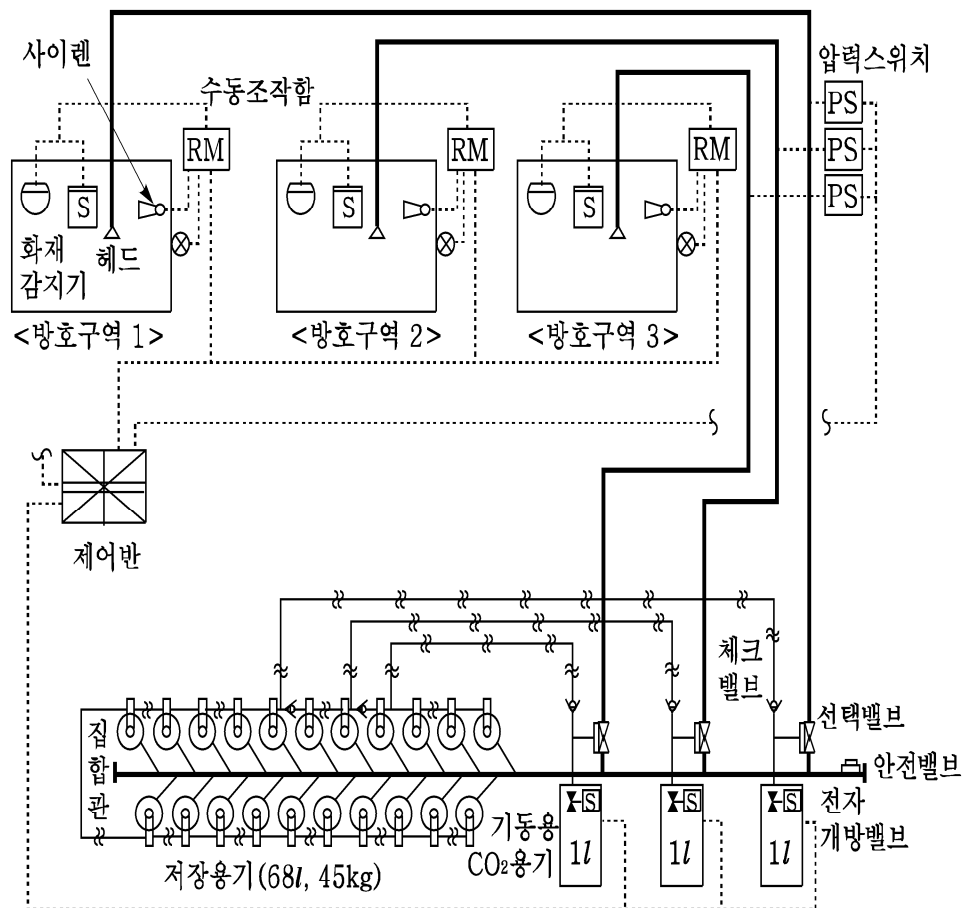 사이렌
수동조작함
압력스위치
RM
RM
RM
PS
PS
PS
S
S
S
화재
감지기
헤드
<방호구역 1>
<방호구역 2>
<방호구역 3>
제어반
체크
밸브
선택밸브
집
합
관
안전밸브
S
S
S
전자
개방밸브
기동용
CO₂용기
1l
1l
1l
저장용기(68l, 45kg)